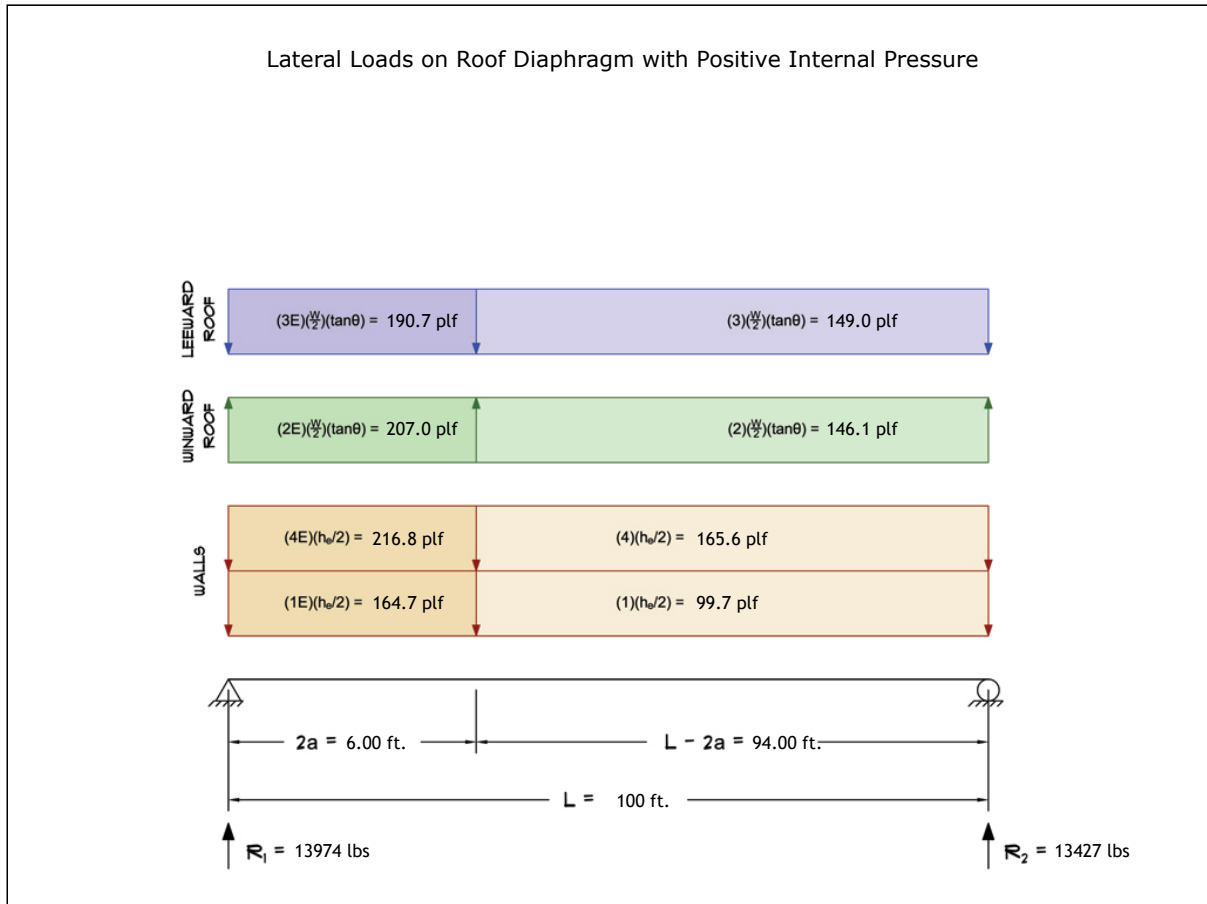 Lateral Loads on Roof Diaphragm with Positive Internal Pressure
LEEWARD
ROOF
(3E)(W/2)(tanθ) = 190.7 plf
(3)(W/2)(tanθ) = 149.0 plf
WINWARD
ROOF
(2E)(W/2)(tanθ) = 207.0 plf
(2)(W/2)(tanθ) = 146.1 plf
WALLS
(4E)(hₑ/2) = 216.8 plf
(4)(hₑ/2) = 165.6 plf
(1E)(hₑ/2) = 164.7 plf
(1)(hₑ/2) = 99.7 plf
2a = 6.00 ft.
L - 2a = 94.00 ft.
L = 100 ft.
R₁ = 13974 lbs
R₂ = 13427 lbs